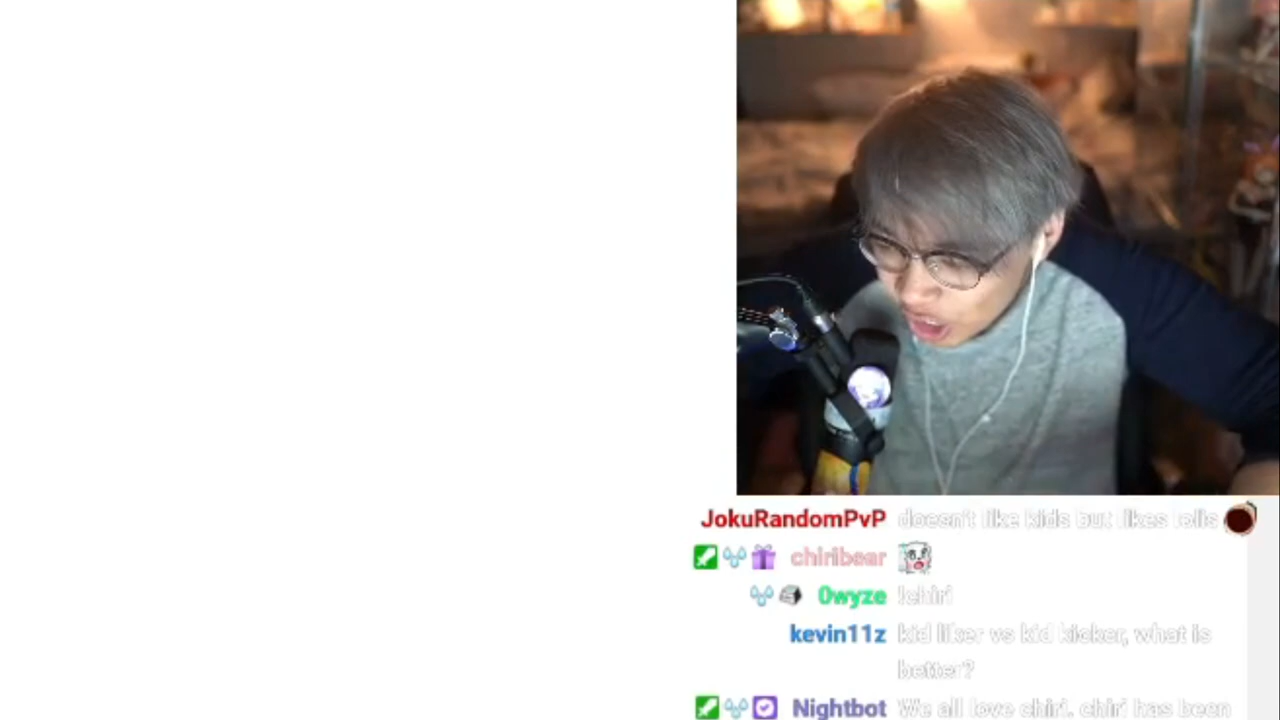 JokuRandomPvP doesn't like kids but likes lolis
chiribear
0wyze !chiri
kevin11z kid liker vs kid kicker, what is
better?
Nightbot We all love chiri. chiri has been